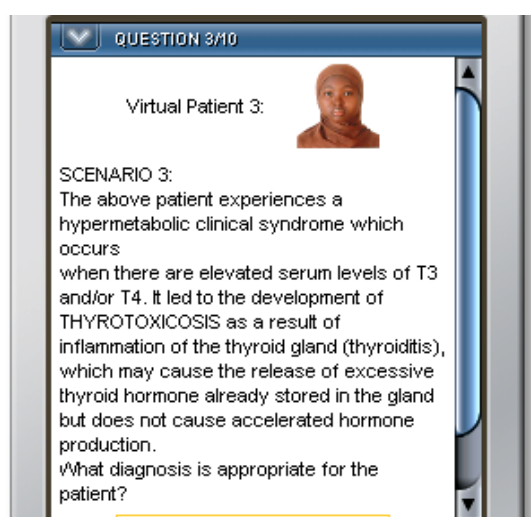 QUESTION 3/10
Virtual Patient 3:
SCENARIO 3:
The above patient experiences a
hypermetabolic clinical syndrome which
occurs
when there are elevated serum levels of T3
and/or T4. It led to the development of
THYROTOXICOSIS as a result of
inflammation of the thyroid gland (thyroiditis),
which may cause the release of excessive
thyroid hormone already stored in the gland
but does not cause accelerated hormone
production.
What diagnosis is appropriate for the
patient?